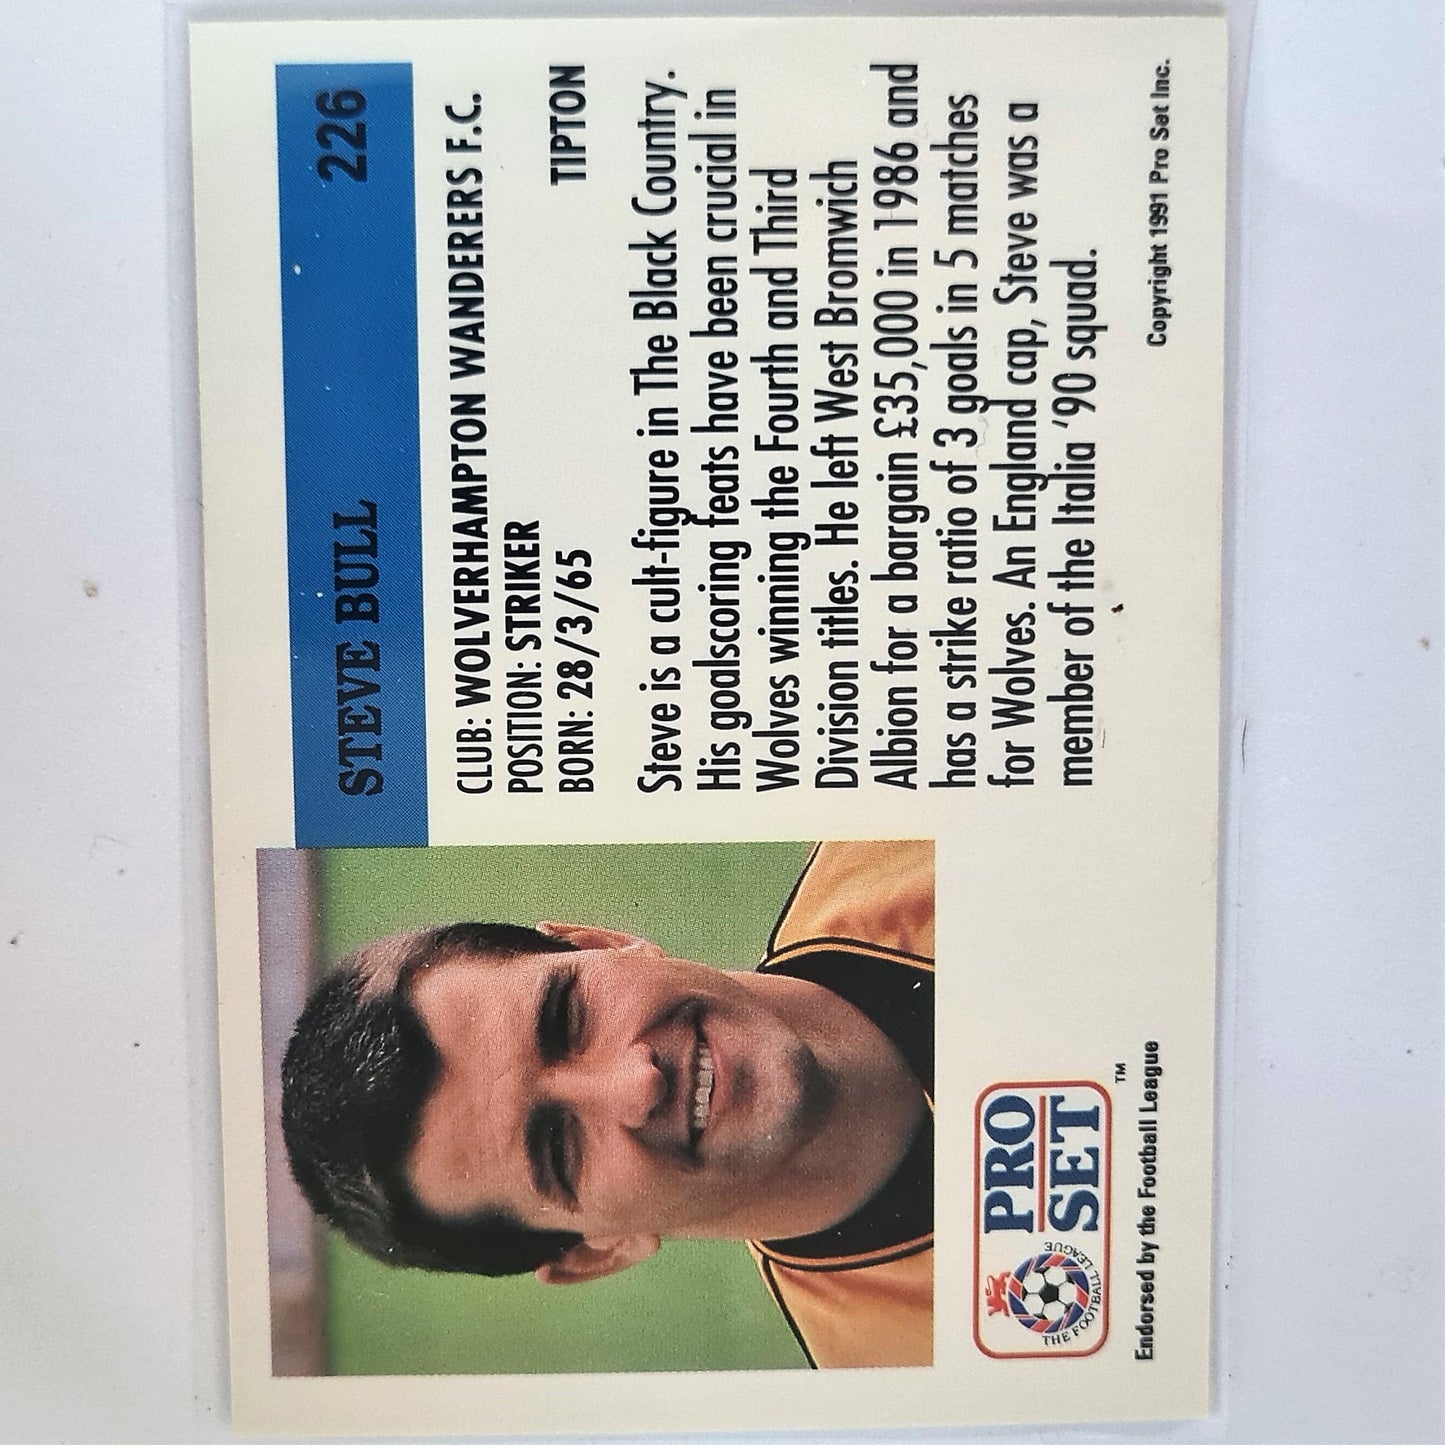 STEVE BULL 226
CLUB: WOLVERHAMPTON WANDERERS F.C.
POSITION: STRIKER
BORN: 28/3/65 TIPTON
Steve is a cult-figure in The Black Country.
His goalscoring feats have been crucial in
Wolves winning the Fourth and Third
Division titles. He left West Bromwich
Albion for a bargain £35,000 in 1986 and
has a strike ratio of 3 goals in 5 matches
for Wolves. An England cap, Steve was a
member of the Italia '90 squad.
THE FOOTBALL LEAGUE
PRO
SET
™
Endorsed by the Football League
Copyright 1991 Pro Set Inc.